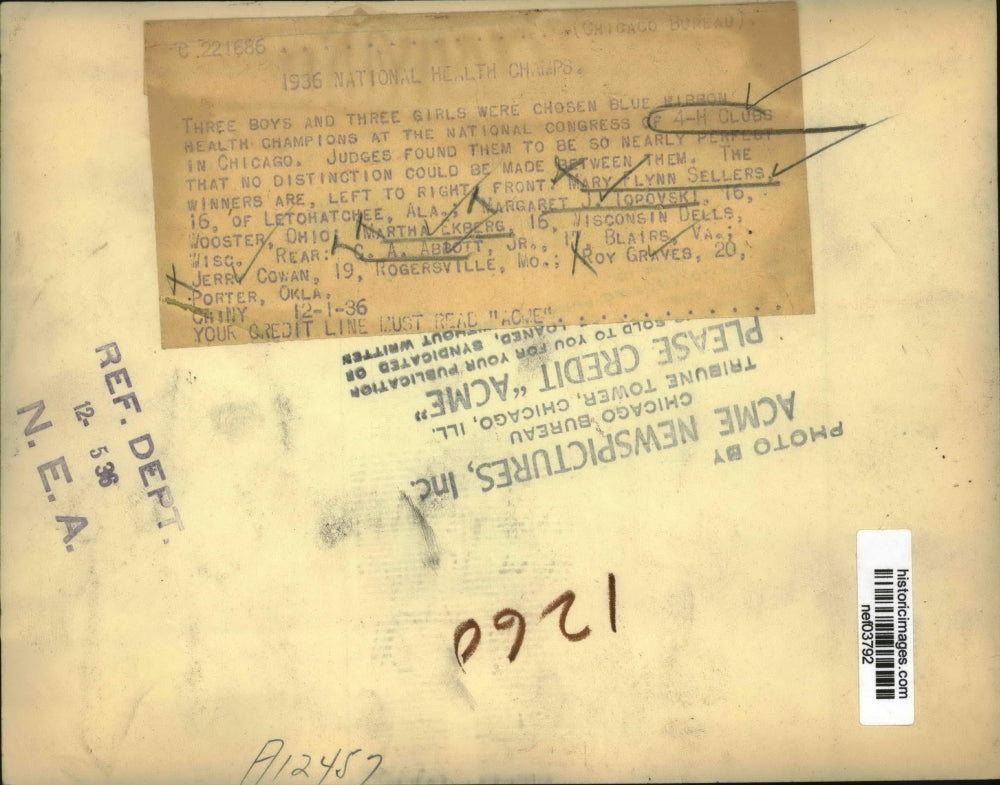 C 221686 (CHICAGO BUREAU)
1936 NATIONAL HEALTH CHAMPS.
THREE BOYS AND THREE GIRLS WERE CHOSEN BLUE RIBBON
HEALTH CHAMPIONS AT THE NATIONAL CONGRESS OF 4-H CLUBS
IN CHICAGO. JUDGES FOUND THEM TO BE SO NEARLY PERFECT
THAT NO DISTINCTION COULD BE MADE BETWEEN THEM. THE
WINNERS ARE, LEFT TO RIGHT, FRONT: MARY FLYNN SELLERS,
16, OF LETOHATCHEE, ALA.; MARGARET J. TOPOVSKI, 16,
WOOSTER, OHIO; MARTHA EKBERG, 16, WISCONSIN DELLS,
WISC. REAR: C. A. ABBOTT, JR., BLAIRS, VA.;
JERRY COWAN, 19, ROGERSVILLE, MO.; ROY GRAVES, 20,
PORTER, OKLA.
CHINY 12-1-36
YOUR CREDIT LINE MUST READ "ACME"
PHOTO BY
ACME NEWSPICTURES, Inc.
CHICAGO BUREAU
TRIBUNE TOWER, CHICAGO, ILL.
PLEASE CREDIT "ACME"
SOLD TO YOU FOR YOUR PUBLICATION
LOANED, SYNDICATED OR
WITHOUT WRITTEN
REF. DEPT.
12- 5 36
N. E. A.
1260
A12457
historicimages.com
nef03792